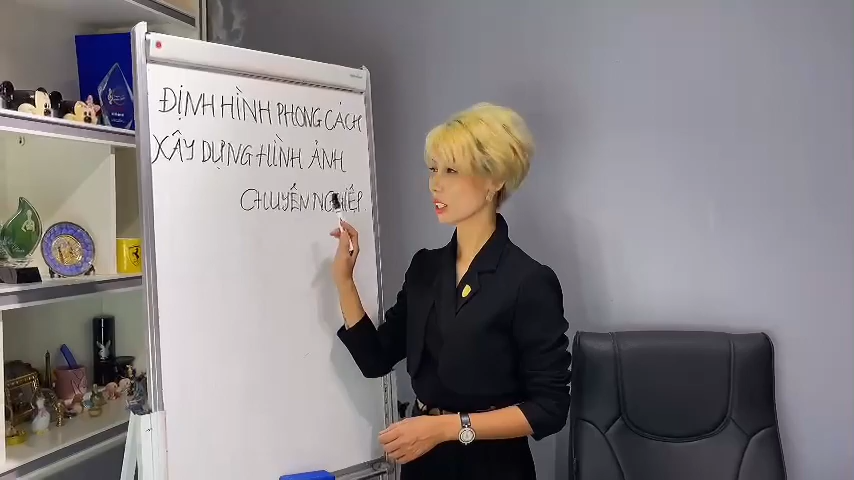 ĐỊNH HÌNH PHONG CÁCH
XÂY DỰNG HÌNH ẢNH
CHUYÊN NGHIỆP